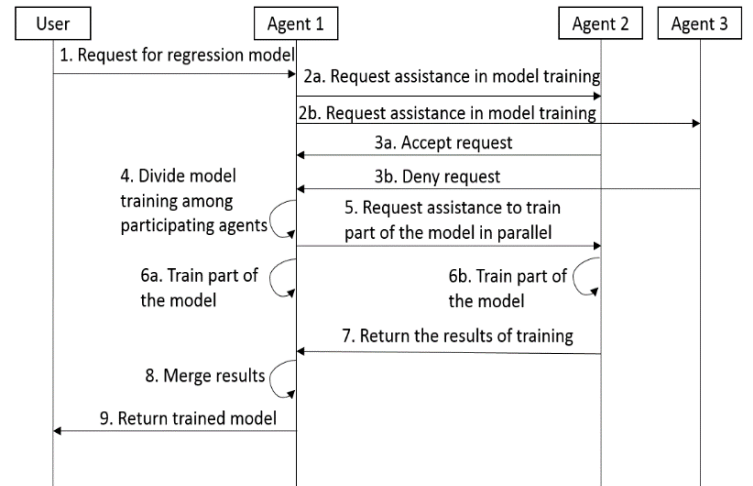 User
Agent 1
Agent 2
Agent 3
1. Request for regression model
2a. Request assistance in model training
2b. Request assistance in model training
3a. Accept request
3b. Deny request
4. Divide model
training among
participating agents
5. Request assistance to train
part of the model in parallel
6a. Train part of
the model
6b. Train part of
the model
7. Return the results of training
8. Merge results
9. Return trained model